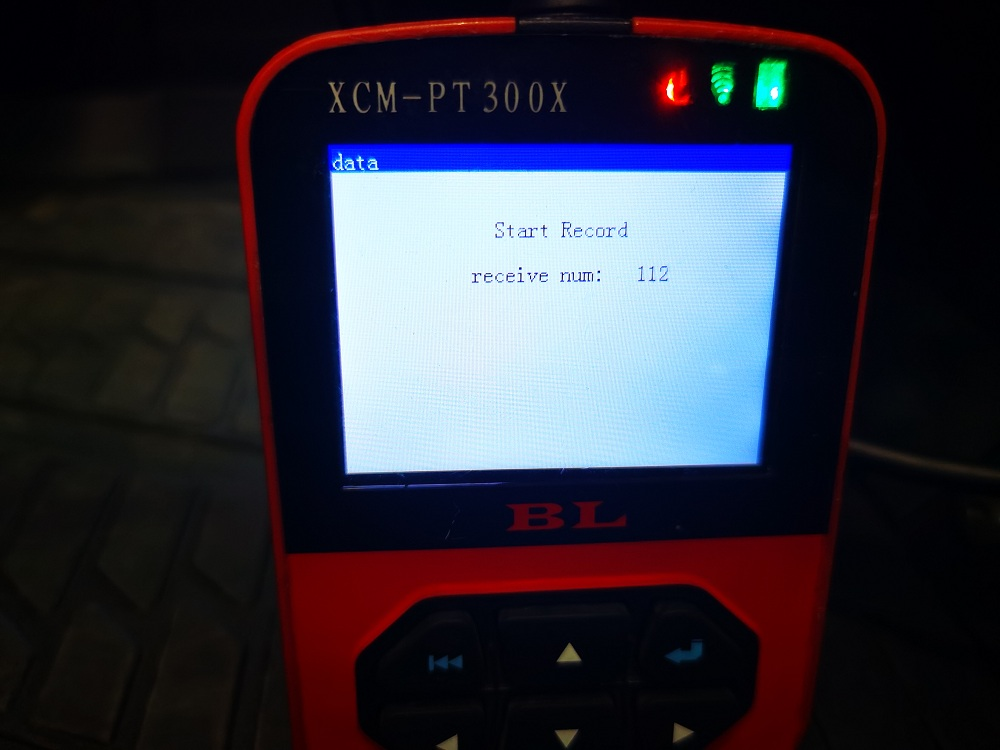 XCM-PT300X
data
Start Record
receive num: 112
BL